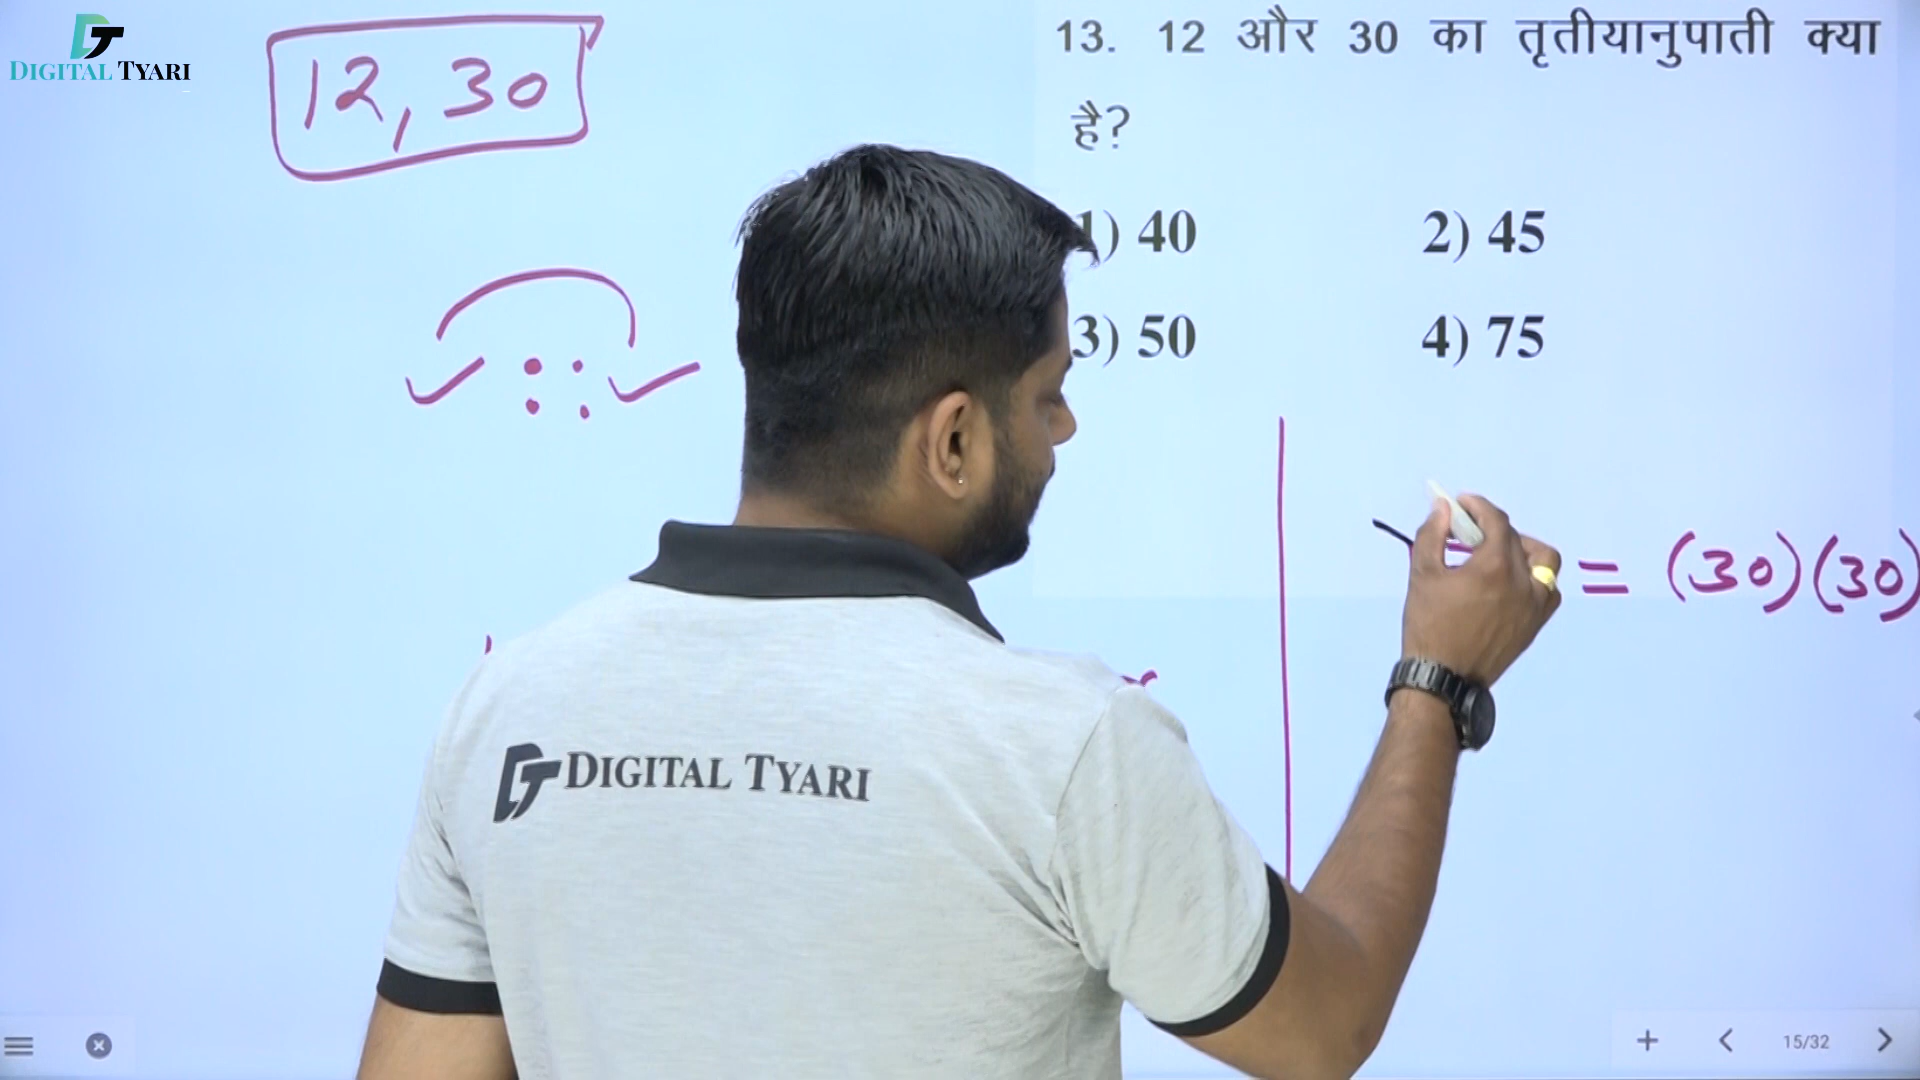 DIGITAL TYARI
12, 30
13. 12 और 30 का तृतीयानुपाती क्या
है?
1) 40
2) 45
3) 50
4) 75
= (30)(30)
DIGITAL TYARI
15/32